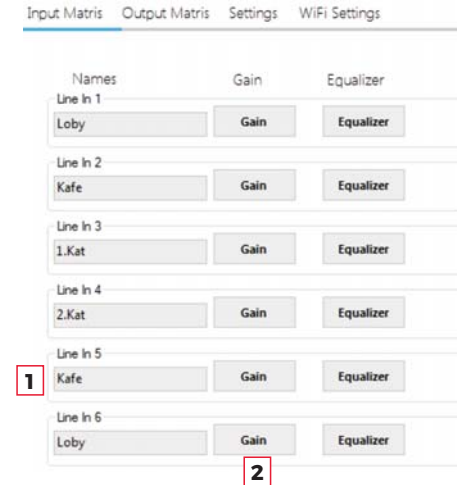 Input Matris Output Matris Settings WiFi Settings
Names Gain Equalizer
Line In 1
Loby Gain Equalizer
Line In 2
Kafe Gain Equalizer
Line In 3
1.Kat Gain Equalizer
Line In 4
2.Kat Gain Equalizer
Line In 5
1 Kafe Gain Equalizer
Line In 6
Loby Gain Equalizer
2